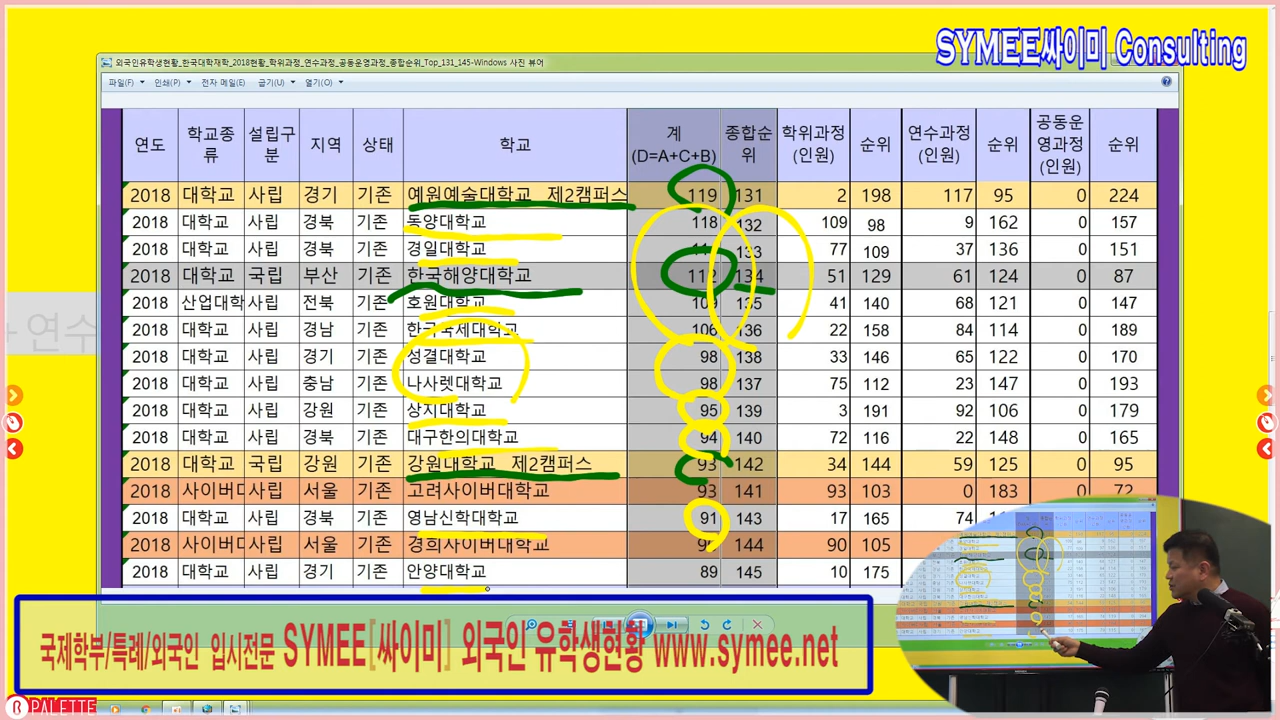 SYMEE싸이미 Consulting
외국인유학생현황_한국대학재학_2018현황_학위과정_연수과정_공동운영과정_종합순위_Top_131_145-Windows 사진 뷰어
파일(F) 인쇄(P) 전자 메일(E) 굽기(U) 열기(O)
연도 학교종류 설립구분 지역 상태 학교 계 (D=A+C+B) 종합순위 학위과정 (인원) 순위 연수과정 (인원) 순위 공동운영과정 (인원) 순위
2018 대학교 사립 경기 기존 예원예술대학교 제2캠퍼스 119 131 2 198 117 95 0 224
2018 대학교 사립 경북 기존 동양대학교 118 132 109 98 9 162 0 157
2018 대학교 사립 경북 기존 경일대학교 133 77 109 37 136 0 151
2018 대학교 국립 부산 기존 한국해양대학교 112 134 51 129 61 124 0 87
2018 산업대학 사립 전북 기존 호원대학교 109 135 41 140 68 121 0 147
2018 대학교 사립 경남 기존 한국국제대학교 106 136 22 158 84 114 0 189
2018 대학교 사립 경기 기존 성결대학교 98 138 33 146 65 122 0 170
2018 대학교 사립 충남 기존 나사렛대학교 98 137 75 112 23 147 0 193
2018 대학교 사립 강원 기존 상지대학교 95 139 3 191 92 106 0 179
2018 대학교 사립 경북 기존 대구한의대학교 94 140 72 116 22 148 0 165
2018 대학교 국립 강원 기존 강원대학교 제2캠퍼스 93 142 34 144 59 125 0 95
2018 사이버대 사립 서울 기존 고려사이버대학교 93 141 93 103 0 183 0 72
2018 대학교 사립 경북 기존 영남신학대학교 91 143 17 165 74
2018 사이버대 사립 서울 기존 경희사이버대학교 144 90 105
2018 대학교 사립 경기 기존 안양대학교 89 145 10 175
연수
국제학부/특례/외국인 입시전문 SYMEE[싸이미] 외국인 유학생현황 www.symee.net
PALETTE